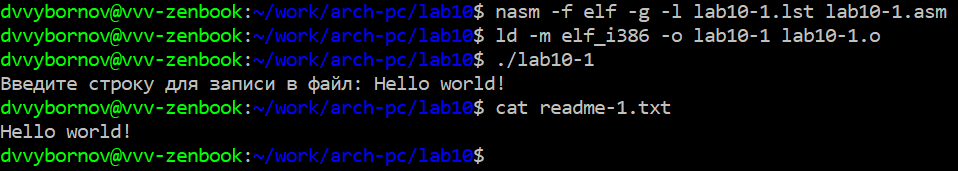 dvvybornov@vvv-zenbook:~/work/arch-pc/lab10$ nasm -f elf -g -l lab10-1.lst lab10-1.asm
dvvybornov@vvv-zenbook:~/work/arch-pc/lab10$ ld -m elf_i386 -o lab10-1 lab10-1.o
dvvybornov@vvv-zenbook:~/work/arch-pc/lab10$ ./lab10-1
Введите строку для записи в файл: Hello world!
dvvybornov@vvv-zenbook:~/work/arch-pc/lab10$ cat readme-1.txt
Hello world!
dvvybornov@vvv-zenbook:~/work/arch-pc/lab10$